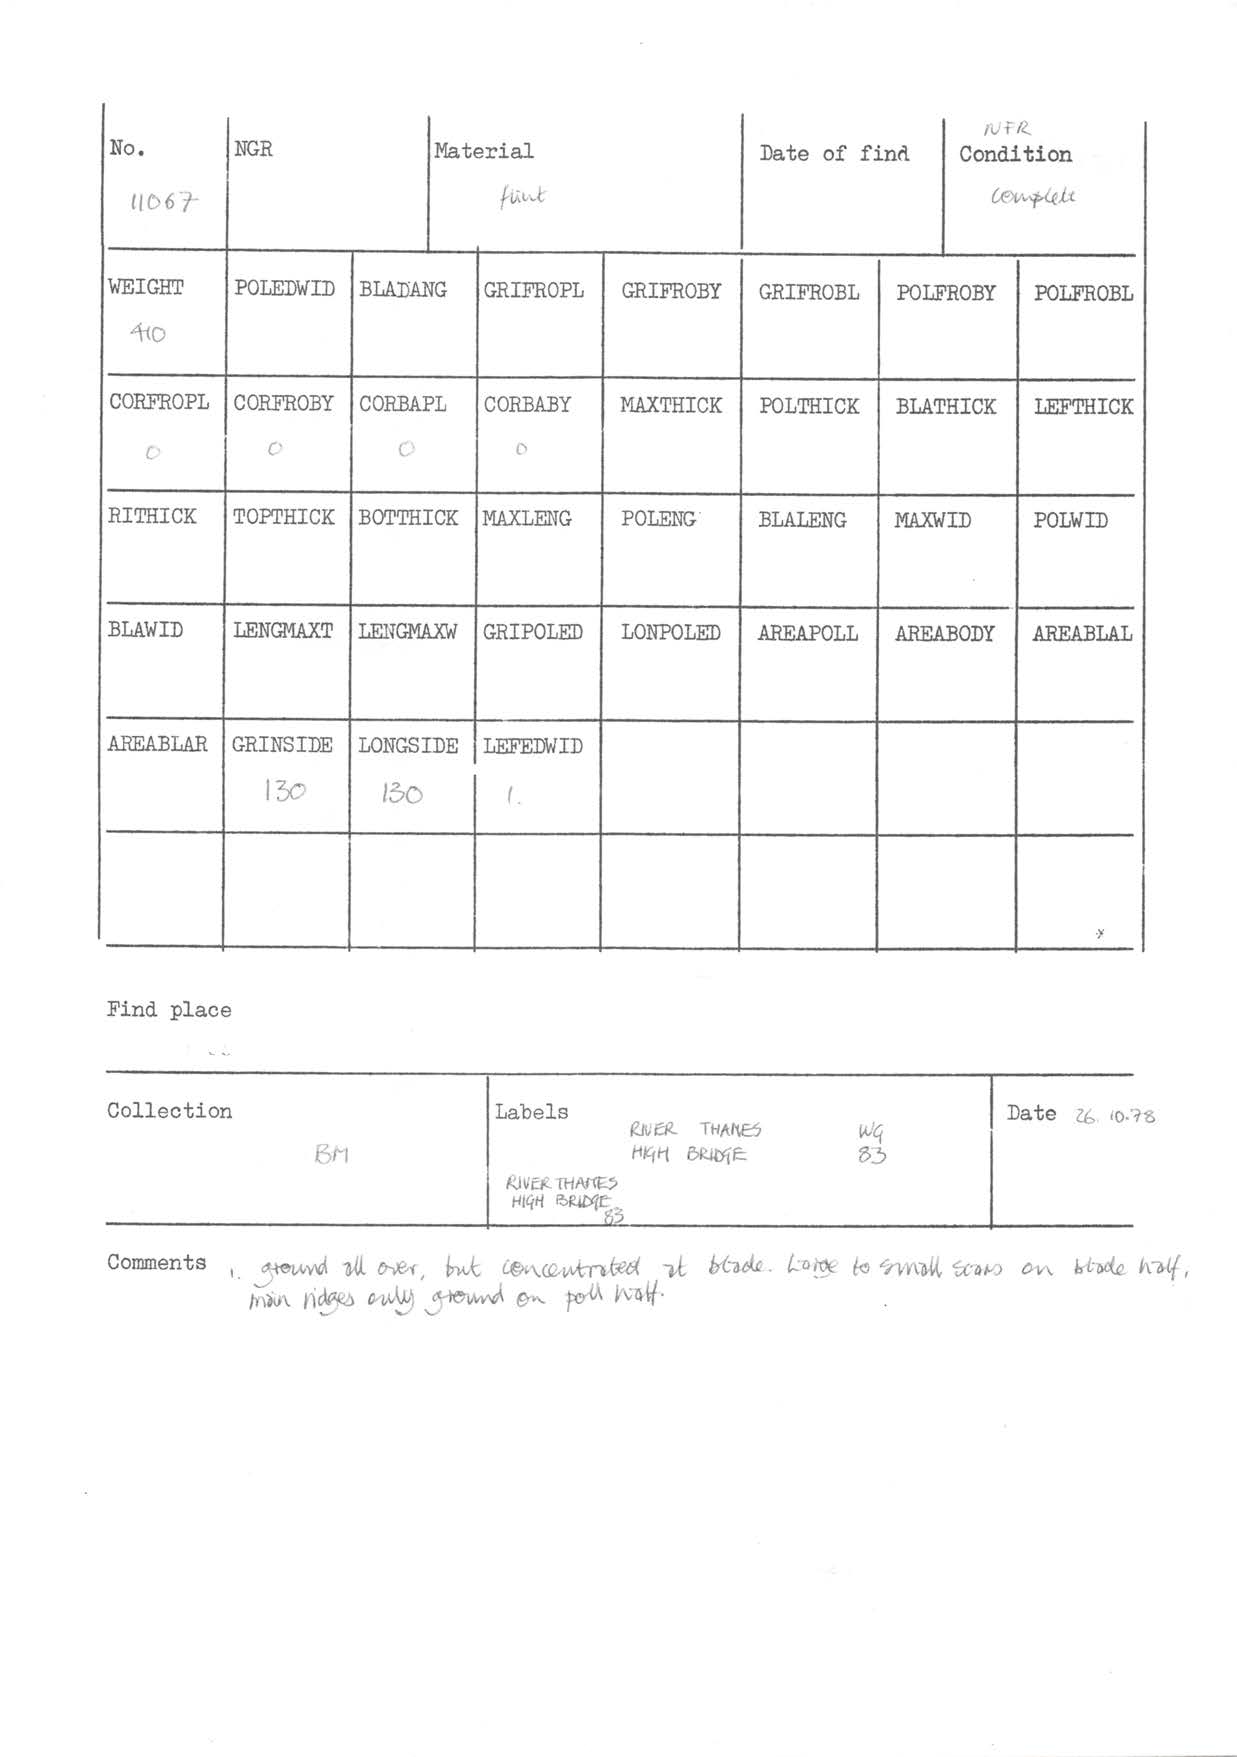 NFR
No. NGR Material Date of find Condition
11067 flint complete
WEIGHT POLEDWID BLADANG GRIFROPL GRIFROBY GRIFROBL POLFROBY POLFROBL
410
CORFROPL CORFROBY CORBAPL CORBABY MAXTHICK POLTHICK BLATHICK LEFTHICK
0 0 0 0
RITHICK TOPTHICK BOTTHICK MAXLENG POLENG BLALENG MAXWID POLWID
BLAWID LENGMAXT LENGMAXW GRIPOLED LONPOLED AREAPOLL AREABODY AREABLAL
AREABLAR GRINSIDE LONGSIDE LEFEDWID
130 130 1.
Find place
Collection Labels Date 26.10.78
RIVER THAMES WG
BM HIGH BRIDGE 83
RIVER THAMES
HIGH BRIDGE
83
Comments 1. ground all over, but concentrated at blade. Large to small scars on blade half,
main ridges only ground on poll half.